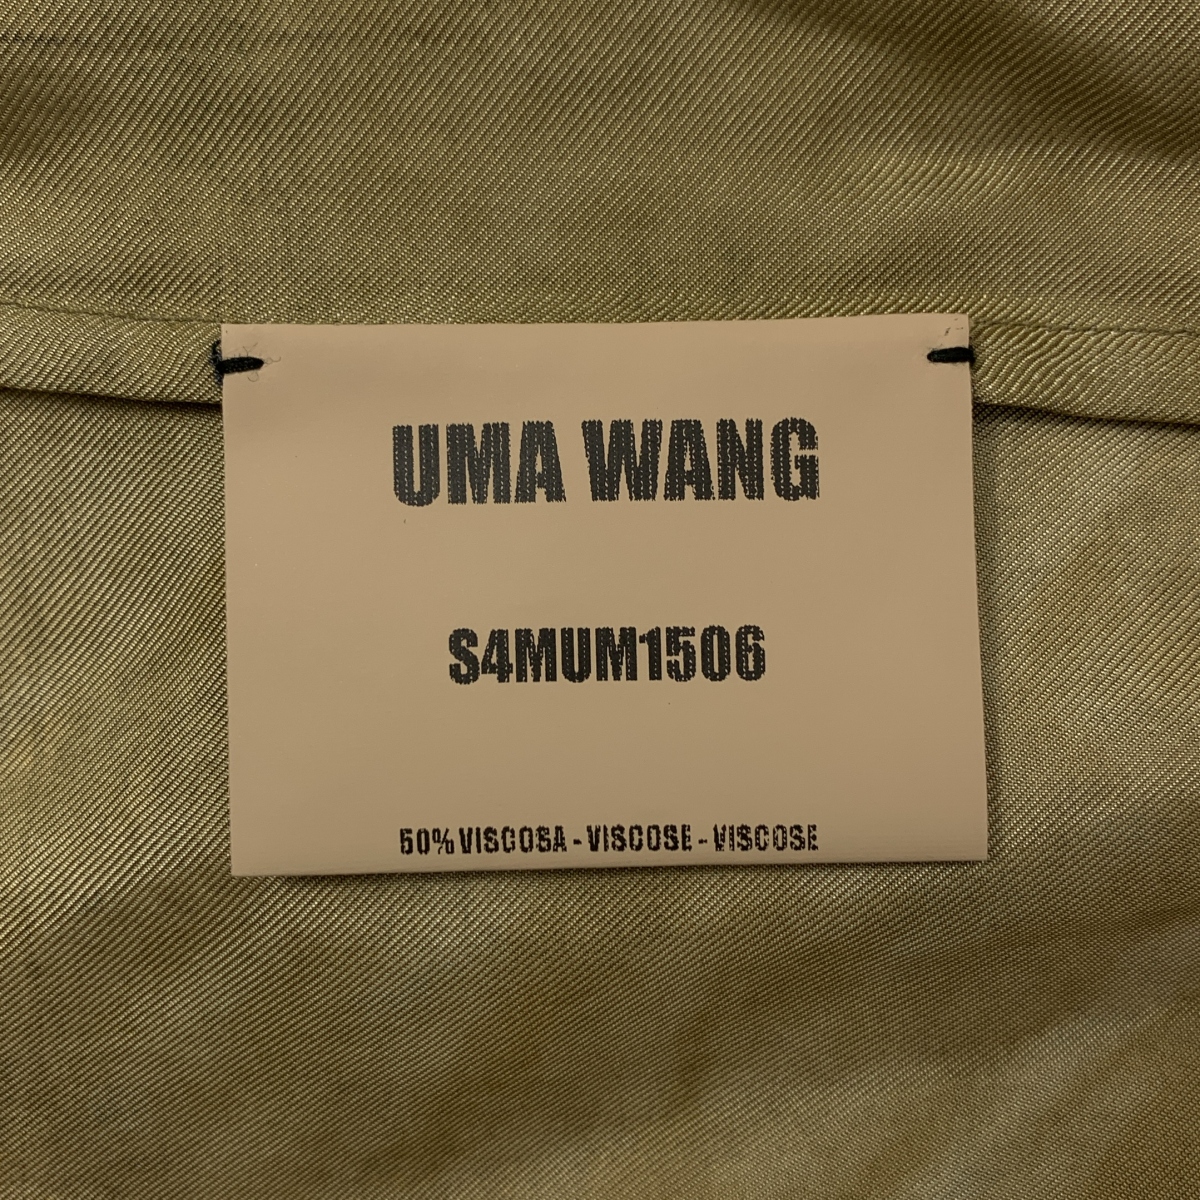 UMA WANG
S4MUM1506
50% VISCOSA - VISCOSE - VISCOSE